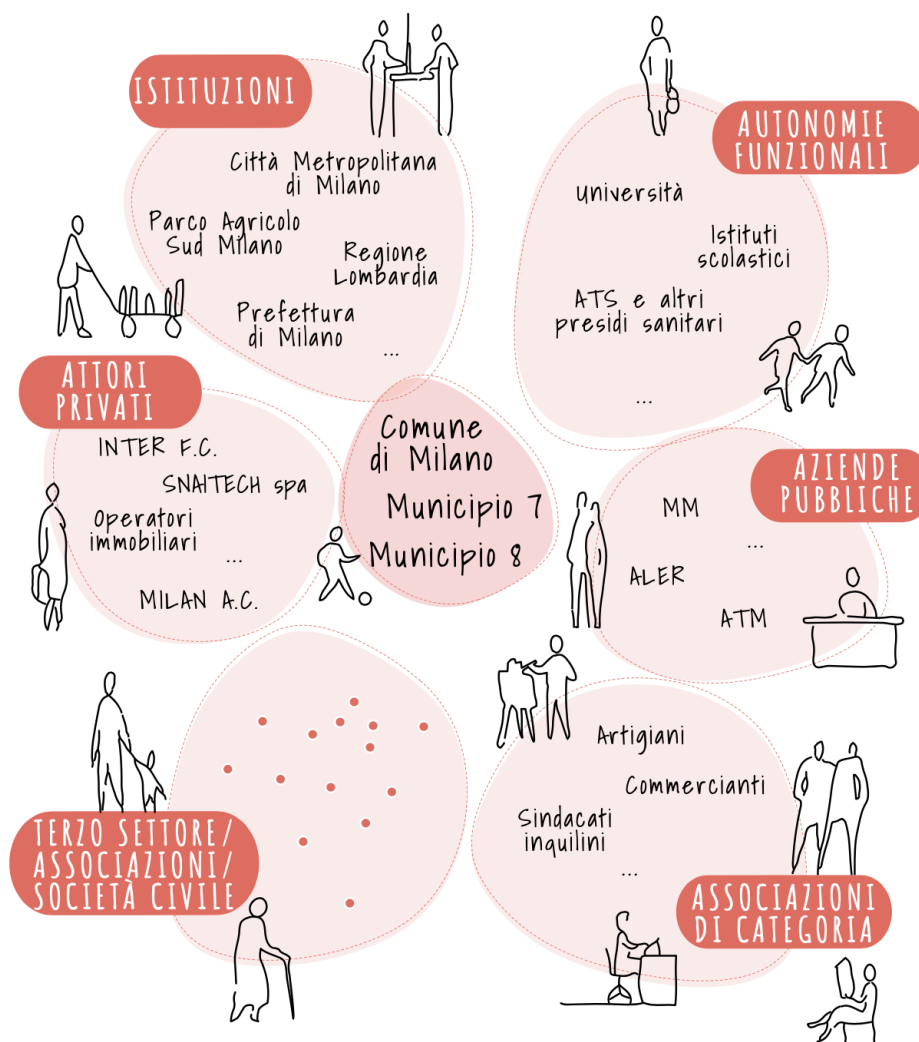 ISTITUZIONI
Città Metropolitana
di Milano
Parco Agricolo
Sud Milano
Regione
Lombardia
Prefettura
di Milano
...
AUTONOMIE
FUNZIONALI
Università
Istituti
scolastici
ATS e altri
presidi sanitari
...
ATTORI
PRIVATI
INTER F.C.
SNAITECH spa
Operatori
immobiliari
...
MILAN A.C.
Comune
di Milano
Municipio 7
Municipio 8
AZIENDE
PUBBLICHE
MM
...
ALER
ATM
TERZO SETTORE/
ASSOCIAZIONI/
SOCIETÀ CIVILE
Artigiani
Commercianti
Sindacati
inquilini
...
ASSOCIAZIONI
DI CATEGORIA